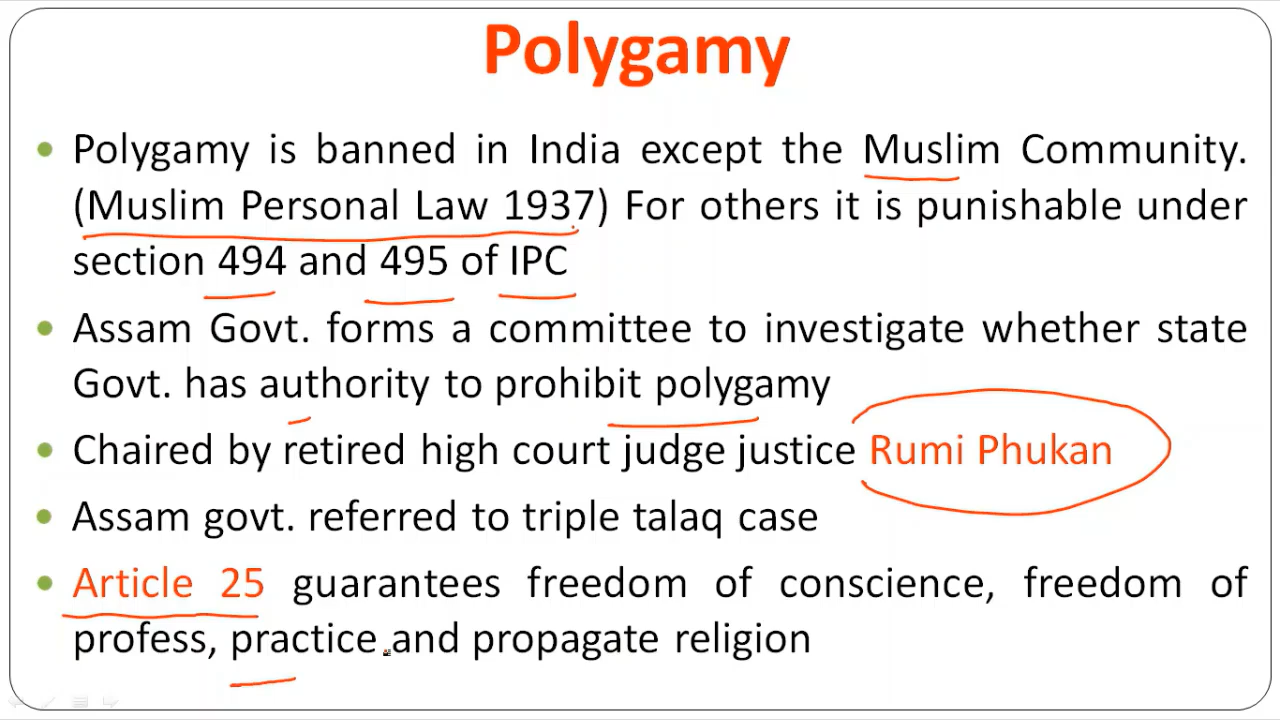 Polygamy
Polygamy is banned in India except the Muslim Community.
(Muslim Personal Law 1937) For others it is punishable under
section 494 and 495 of IPC
Assam Govt. forms a committee to investigate whether state
Govt. has authority to prohibit polygamy
Chaired by retired high court judge justice Rumi Phukan
Assam govt. referred to triple talaq case
Article 25 guarantees freedom of conscience, freedom of
profess, practice and propagate religion